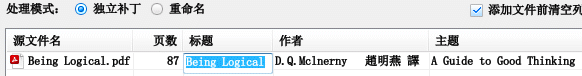 处理模式： 独立补丁 重命名 添加文件前清空列
源文件名 页数 标题 作者 主题
Being Logical.pdf 87 Being Logical D.Q.Mclnerny 趙明燕 譯 A Guide to Good Thinking